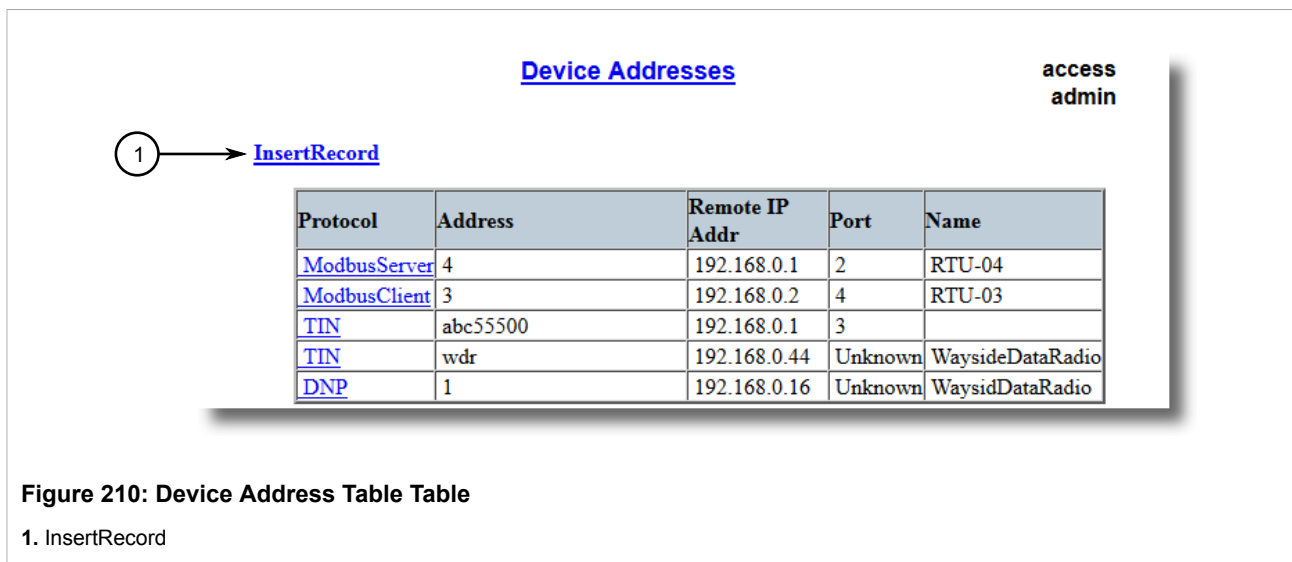 Device Addresses
access
admin
1
InsertRecord
Protocol Address Remote IP Addr Port Name
ModbusServer 4 192.168.0.1 2 RTU-04
ModbusClient 3 192.168.0.2 4 RTU-03
TIN abc55500 192.168.0.1 3
TIN wdr 192.168.0.44 Unknown WaysideDataRadio
DNP 1 192.168.0.16 Unknown WaysidDataRadio
Figure 210: Device Address Table Table
1. InsertRecord